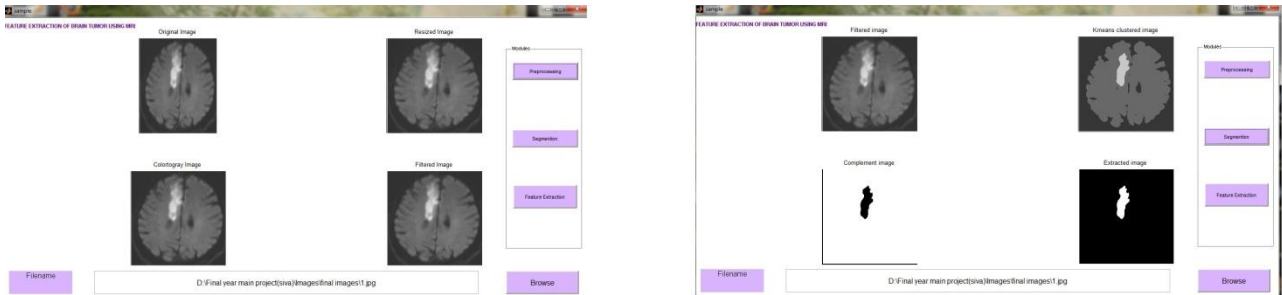 sample
FEATURE EXTRACTION OF BRAIN TUMOR USING MRI
Original Image
Resized Image
Modules
Preprocessing
Segmention
Colortogray Image
Filtered Image
Feature Extraction
Filename
D:\Final year main project(siva)\Images\final images\1.jpg
Browse
sample
FEATURE EXTRACTION OF BRAIN TUMOR USING MRI
Filtered image
Kmeans clustered image
Modules
Preprocessing
Segmention
Complement image
Extracted image
Feature Extraction
Filename
D:\Final year main project(siva)\Images\final images\1.jpg
Browse